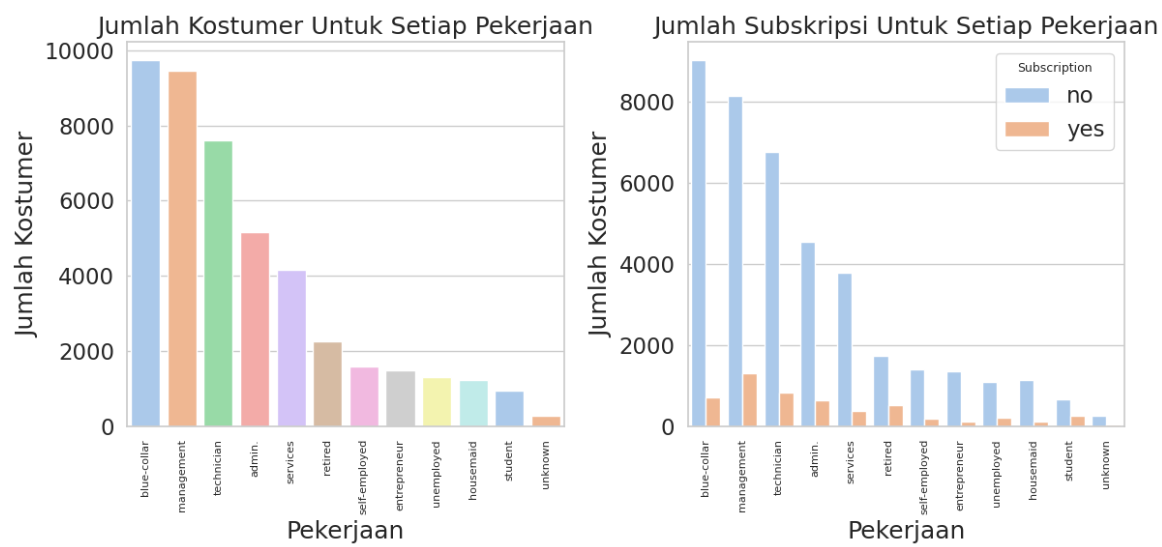 Jumlah Kostumer Untuk Setiap Pekerjaan
Jumlah Kostumer
10000
8000
6000
4000
2000
0
blue-collar
management
technician
admin.
services
retired
self-employed
entrepreneur
unemployed
housemaid
student
unknown
Pekerjaan
Jumlah Subskripsi Untuk Setiap Pekerjaan
Subscription
no
yes
Jumlah Kostumer
8000
6000
4000
2000
0
blue-collar
management
technician
admin.
services
retired
self-employed
entrepreneur
unemployed
housemaid
student
unknown
Pekerjaan